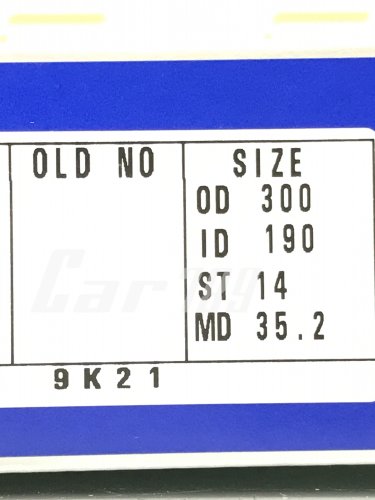 OLD NO
SIZE
OD 300
ID 190
ST 14
MD 35.2
9K21